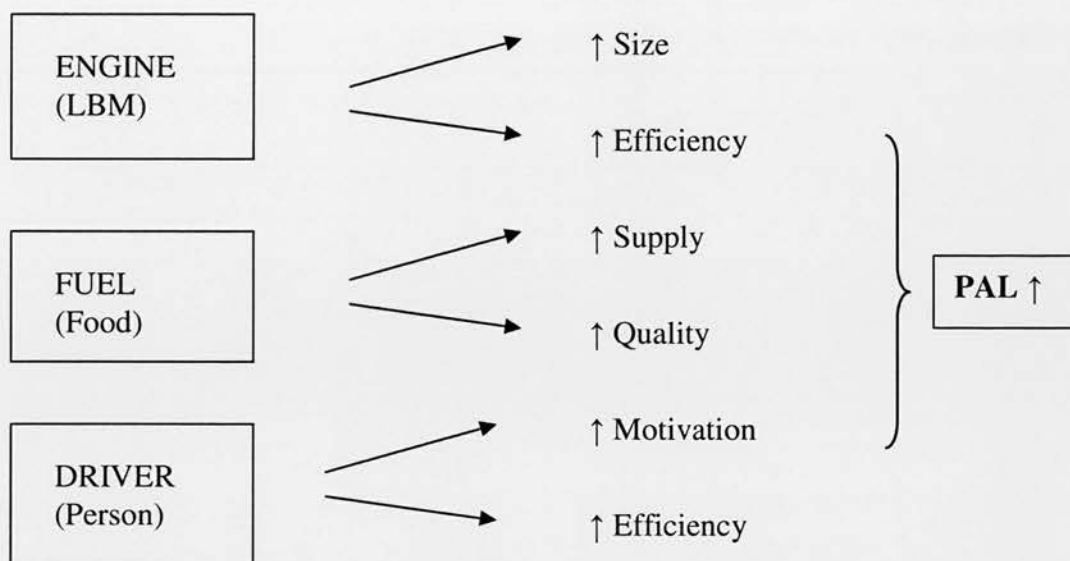 ENGINE
(LBM)
↑ Size
↑ Efficiency
FUEL
(Food)
↑ Supply
↑ Quality
PAL ↑
DRIVER
(Person)
↑ Motivation
↑ Efficiency